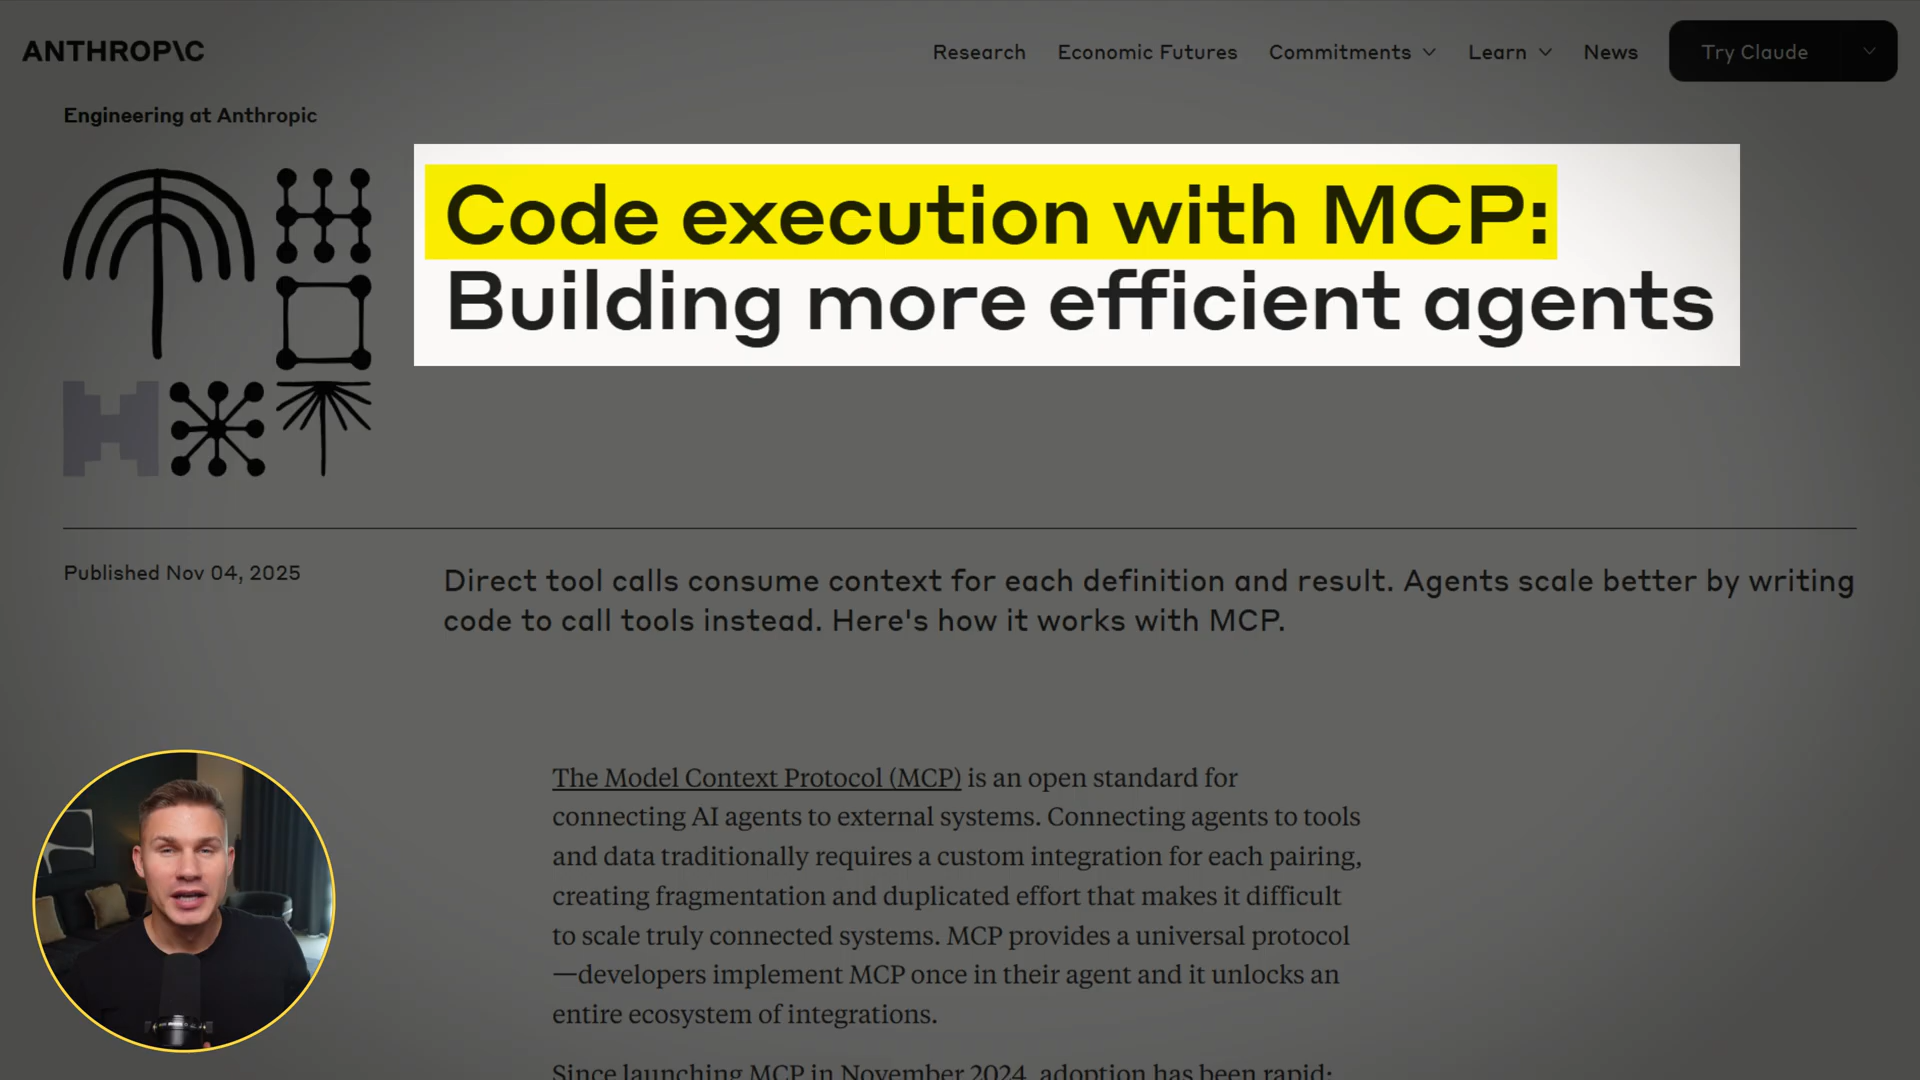 ANTHROP\C
Research
Economic Futures
Commitments
Learn
News
Try Claude
Engineering at Anthropic
Code execution with MCP:
Building more efficient agents
Published Nov 04, 2025
Direct tool calls consume context for each definition and result. Agents scale better by writing
code to call tools instead. Here's how it works with MCP.
The Model Context Protocol (MCP) is an open standard for
connecting AI agents to external systems. Connecting agents to tools
and data traditionally requires a custom integration for each pairing,
creating fragmentation and duplicated effort that makes it difficult
to scale truly connected systems. MCP provides a universal protocol
—developers implement MCP once in their agent and it unlocks an
entire ecosystem of integrations.
Since launching MCP in November 2024, adoption has been rapid: